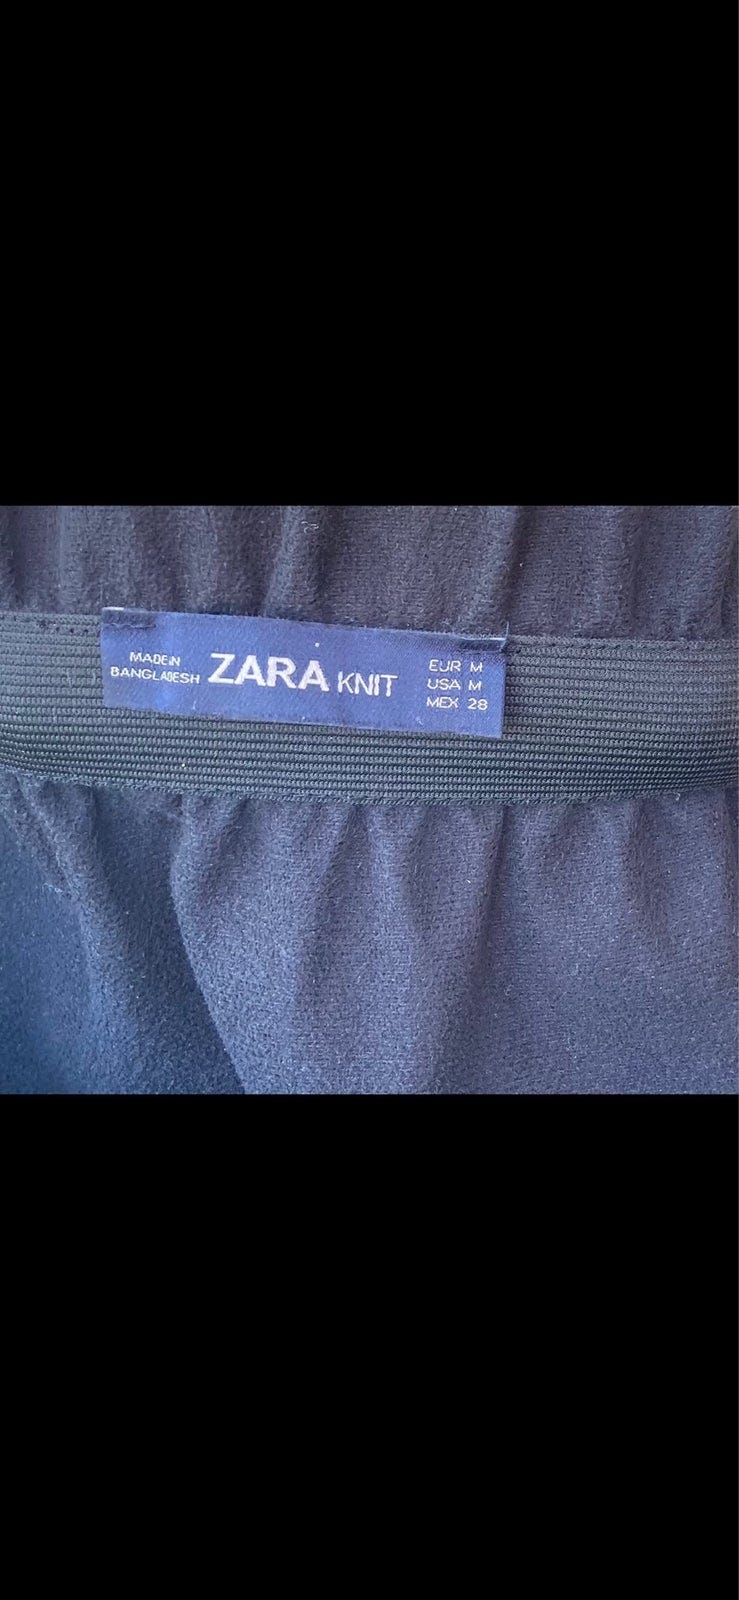 MADE IN
BANGLADESH
ZARA KNIT
EUR M
USA M
MEX 28